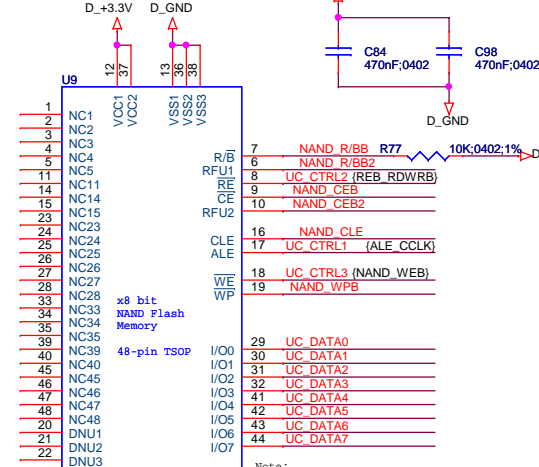 D_+3.3V
D_GND
12
37
13
36
38
C84
470nF;0402
C98
470nF;0402
D_GND
U9
VCC1
VCC2
VSS1
VSS2
VSS3
1 NC1
2 NC2
3 NC3
4 NC4
5 NC5
11 NC11
14 NC14
15 NC15
23 NC23
24 NC24
25 NC25
26 NC26
27 NC27
28 NC28
33 NC33
34 NC34
35 NC35
39 NC39
40 NC40
45 NC45
46 NC46
47 NC47
48 NC48
20 DNU1
21 DNU2
22 DNU3
x8 bit
NAND Flash
Memory
48-pin TSOP
R/B 7 NAND_R/BB R77 10K;0402;1% D
RFU1 6 NAND_R/BB2
RE 8 UC_CTRL2 {REB_RDWRB}
CE 9 NAND_CEB
RFU2 10 NAND_CEB2
CLE 16 NAND_CLE
ALE 17 UC_CTRL1 {ALE_CCLK}
WE 18 UC_CTRL3 {NAND_WEB}
WP 19 NAND_WPB
I/O0 29 UC_DATA0
I/O1 30 UC_DATA1
I/O2 31 UC_DATA2
I/O3 32 UC_DATA3
I/O4 41 UC_DATA4
I/O5 42 UC_DATA5
I/O6 43 UC_DATA6
I/O7 44 UC_DATA7
Note: